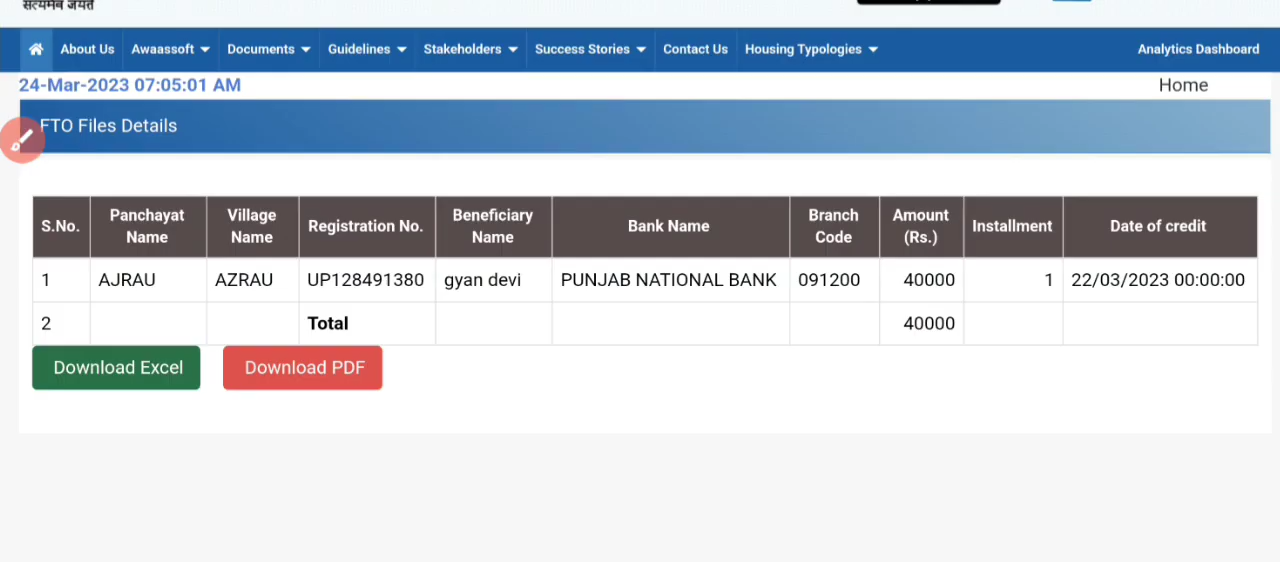 सत्यमेव जयते
About Us Awaassoft Documents Guidelines Stakeholders Success Stories Contact Us Housing Typologies Analytics Dashboard
24-Mar-2023 07:05:01 AM Home
FTO Files Details
S.No. Panchayat Name Village Name Registration No. Beneficiary Name Bank Name Branch Code Amount (Rs.) Installment Date of credit
1 AJRAU AZRAU UP128491380 gyan devi PUNJAB NATIONAL BANK 091200 40000 1 22/03/2023 00:00:00
2 Total 40000
Download Excel Download PDF